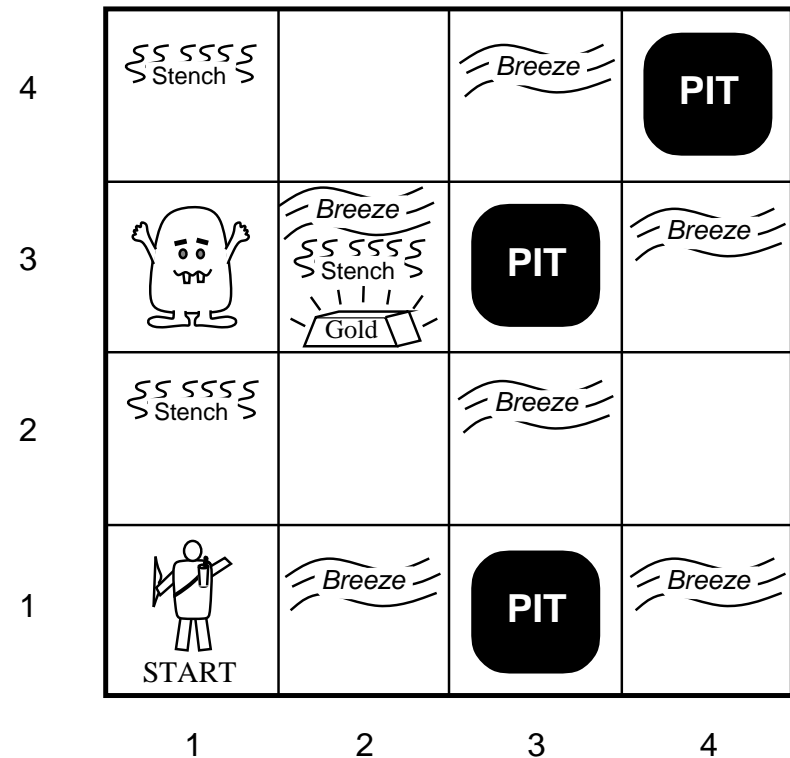 4 Stench Breeze PIT
3 Breeze PIT Breeze
Stench
Gold
2 Stench Breeze
1 Breeze PIT Breeze
START
1 2 3 4